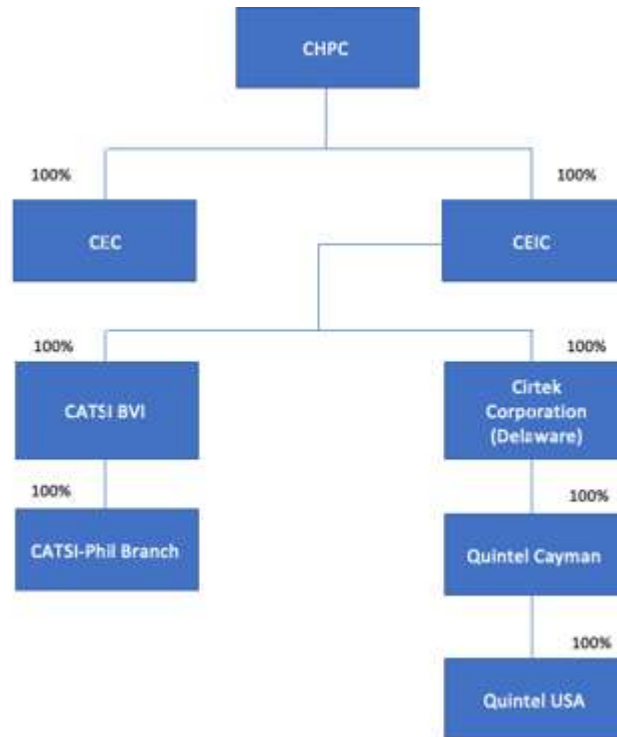 CHPC
100% 100%
CEC CEIC
100% 100%
CATSI BVI
Cirtek
Corporation
(Delaware)
100% 100%
CATSI-Phil Branch
Quintel Cayman
100%
Quintel USA